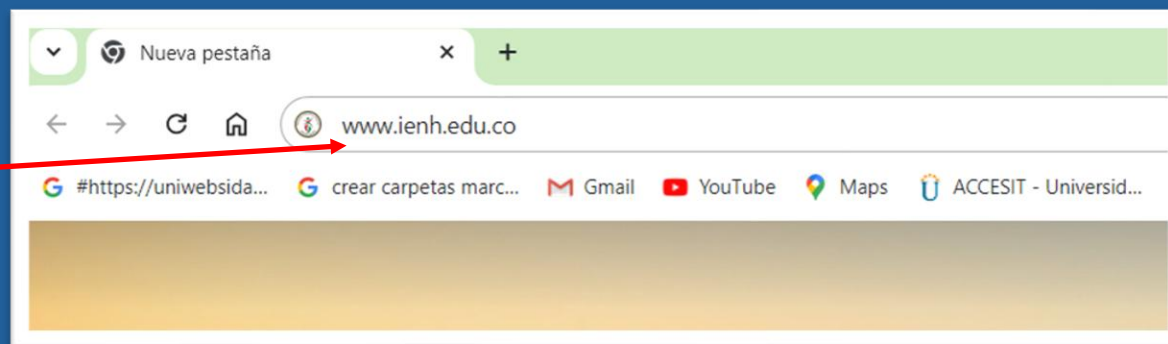 Nueva pestaña
www.ienh.edu.co
#https://uniwebsida... crear carpetas marc... Gmail YouTube Maps ACCESIT - Universid...